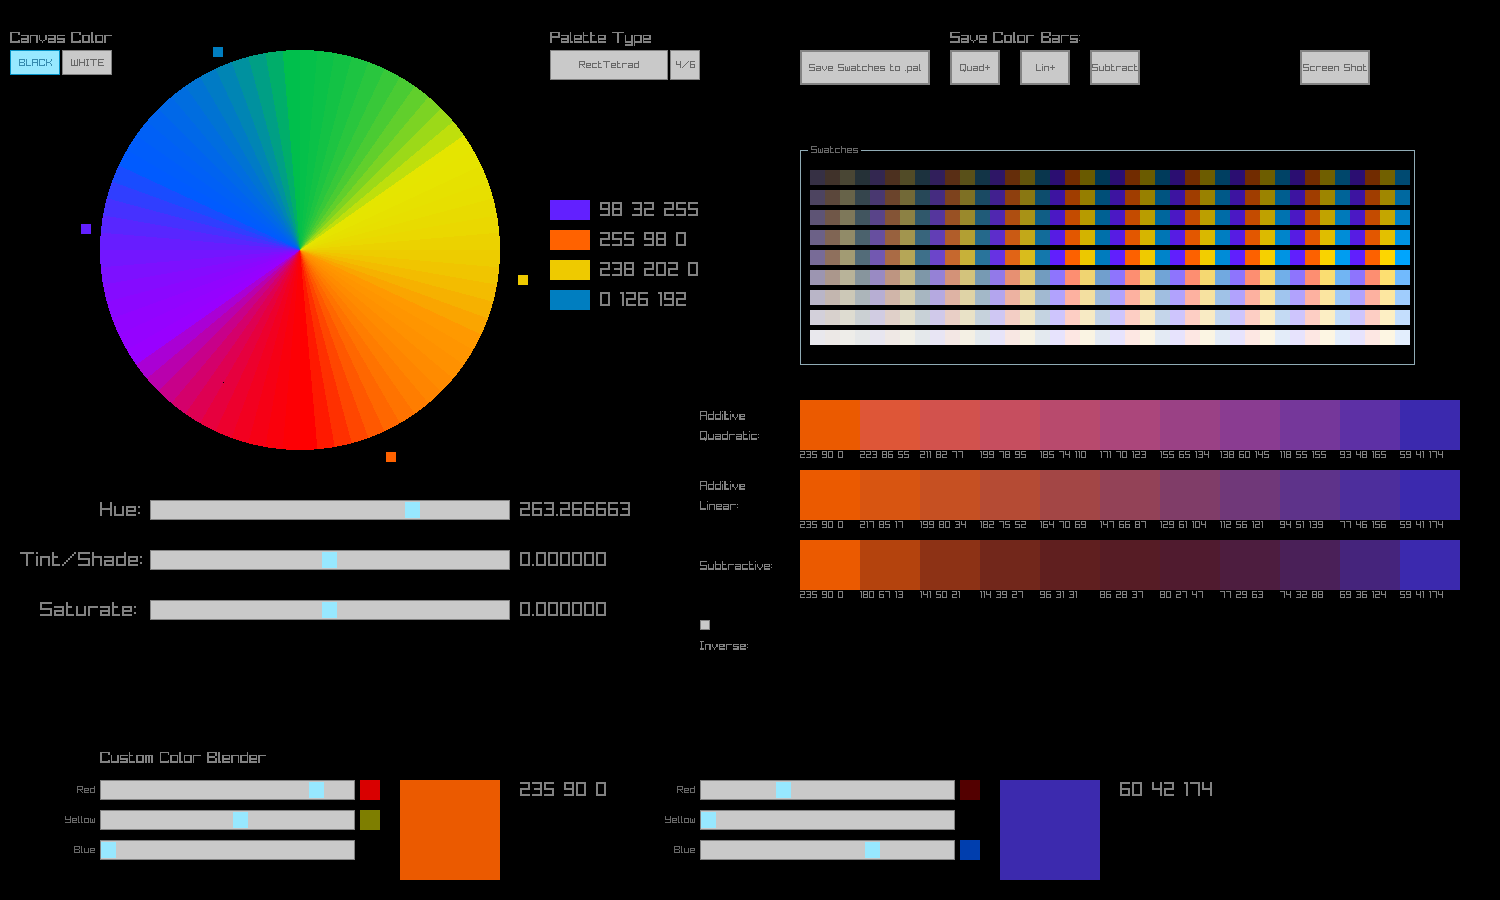 Canvas Color
BLACK WHITE
Palette Type
RectTetrad 4/6
Save Color Bars:
Save Swatches to .pal Quad+ Lin+ Subtract Screen Shot
98 32 255
255 98 0
238 202 0
0 126 192
Swatches
Additive
Quadratic:
235 90 0 223 86 55 211 82 77 199 78 95 185 74 110 171 70 123 155 65 134 138 60 145 118 55 155 93 48 165 59 41 174
Additive
Linear:
235 90 0 217 85 17 199 80 34 182 75 52 164 70 69 147 66 87 129 61 104 112 56 121 94 51 139 77 46 156 59 41 174
Subtractive:
235 90 0 180 67 13 141 50 21 114 39 27 96 31 31 86 28 37 80 27 47 77 29 63 74 32 88 69 36 124 59 41 174
Inverse:
Hue: 263.266663
Tint/Shade: 0.000000
Saturate: 0.000000
Custom Color Blender
Red 235 90 0
Yellow
Blue
Red 60 42 174
Yellow
Blue